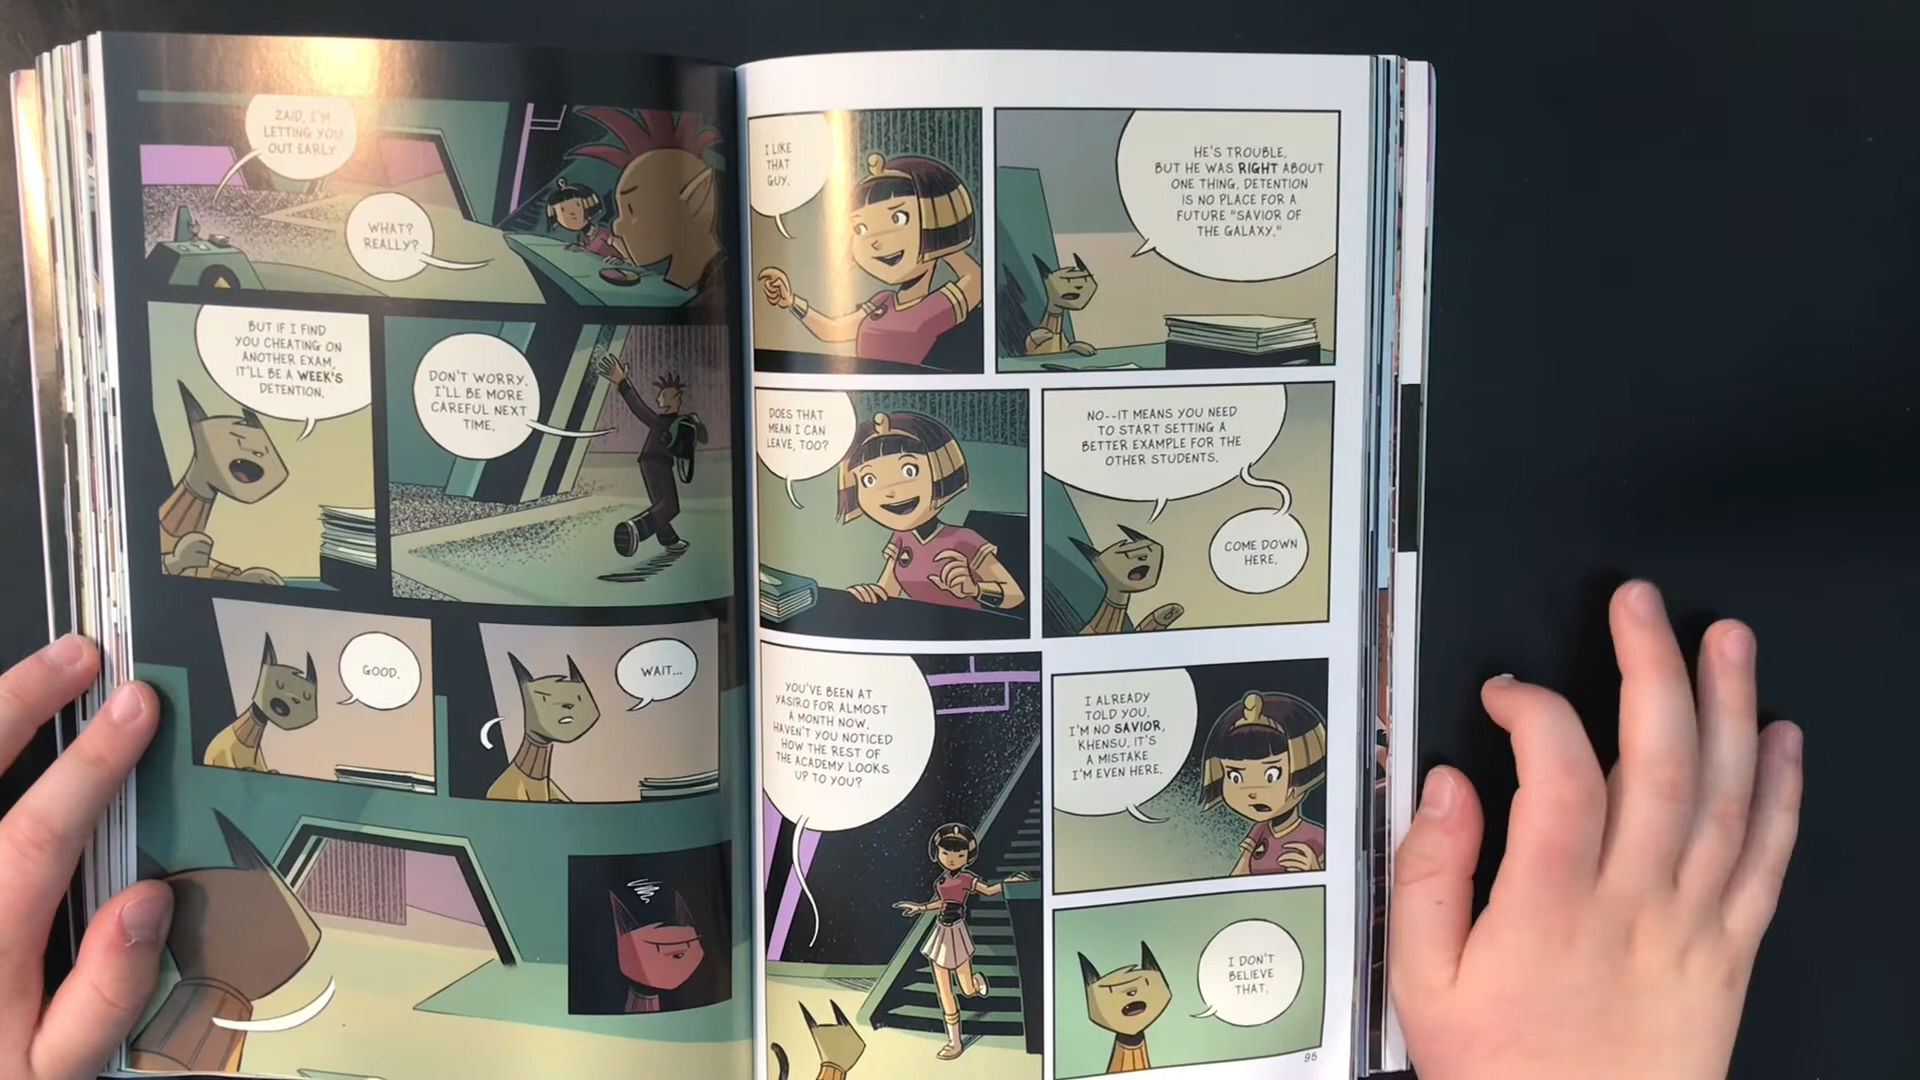 ZAID, I'M
LETTING YOU
OUT EARLY.
WHAT?
REALLY?
BUT IF I FIND
YOU CHEATING ON
ANOTHER EXAM,
IT'LL BE A WEEK'S
DETENTION.
DON'T WORRY.
I'LL BE MORE
CAREFUL NEXT
TIME.
GOOD.
WAIT...
I LIKE
THAT
GUY.
HE'S TROUBLE.
BUT HE WAS RIGHT ABOUT
ONE THING. DETENTION
IS NO PLACE FOR A
FUTURE "SAVIOR OF
THE GALAXY."
DOES THAT
MEAN I CAN
LEAVE, TOO?
NO--IT MEANS YOU NEED
TO START SETTING A
BETTER EXAMPLE FOR THE
OTHER STUDENTS.
COME DOWN
HERE.
YOU'VE BEEN AT
YASIRO FOR ALMOST
A MONTH NOW.
HAVEN'T YOU NOTICED
HOW THE REST OF
THE ACADEMY LOOKS
UP TO YOU?
I ALREADY
TOLD YOU,
I'M NO SAVIOR,
KHENSU. IT'S
A MISTAKE
I'M EVEN HERE.
I DON'T
BELIEVE
THAT.
95